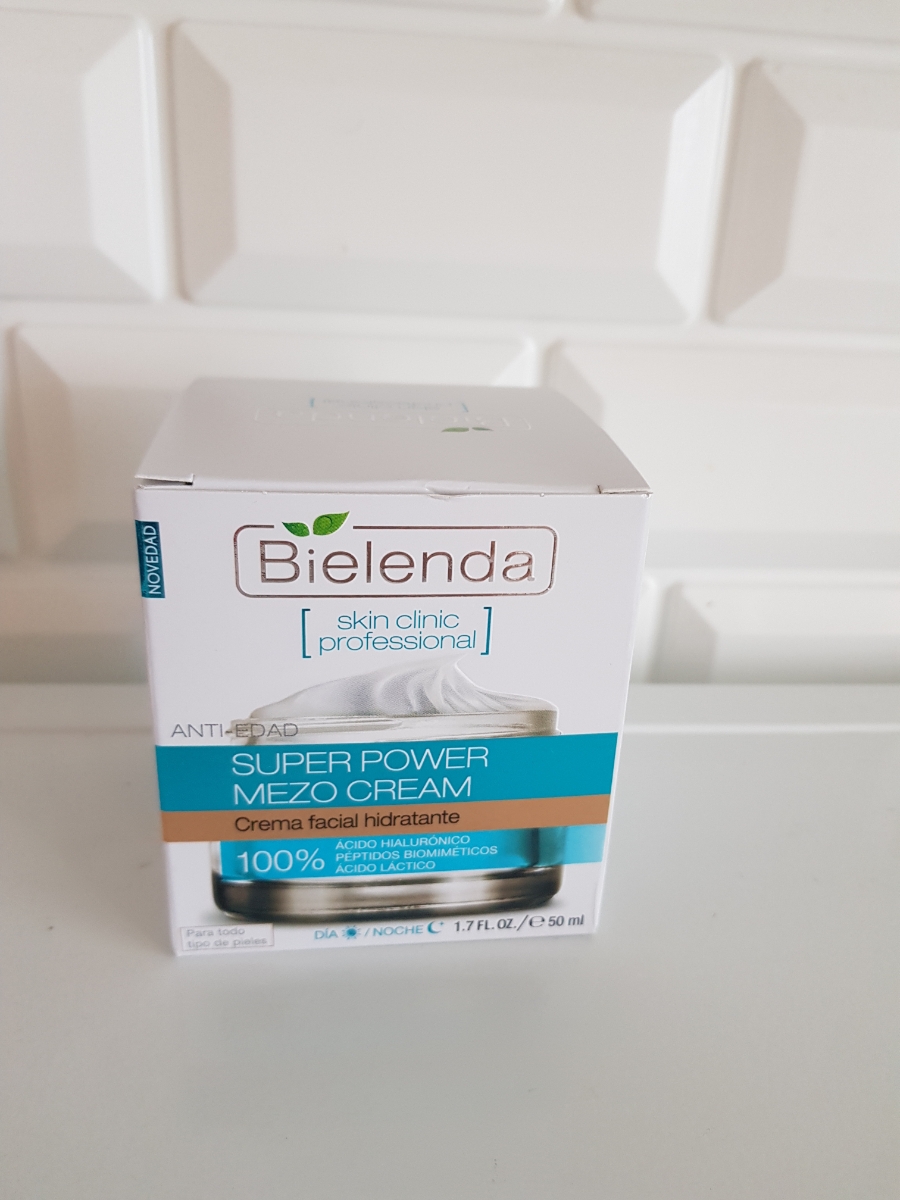 NOVEDAD
Bielenda
[ skin clinic
professional ]
ANTI-EDAD
SUPER POWER
MEZO CREAM
Crema facial hidratante
100%
ÁCIDO HIALURÓNICO
PÉPTIDOS BIOMIMÉTICOS
ÁCIDO LÁCTICO
Para todo
tipo de pieles
DÍA / NOCHE 1.7 FL. OZ./ ℮ 50 ml